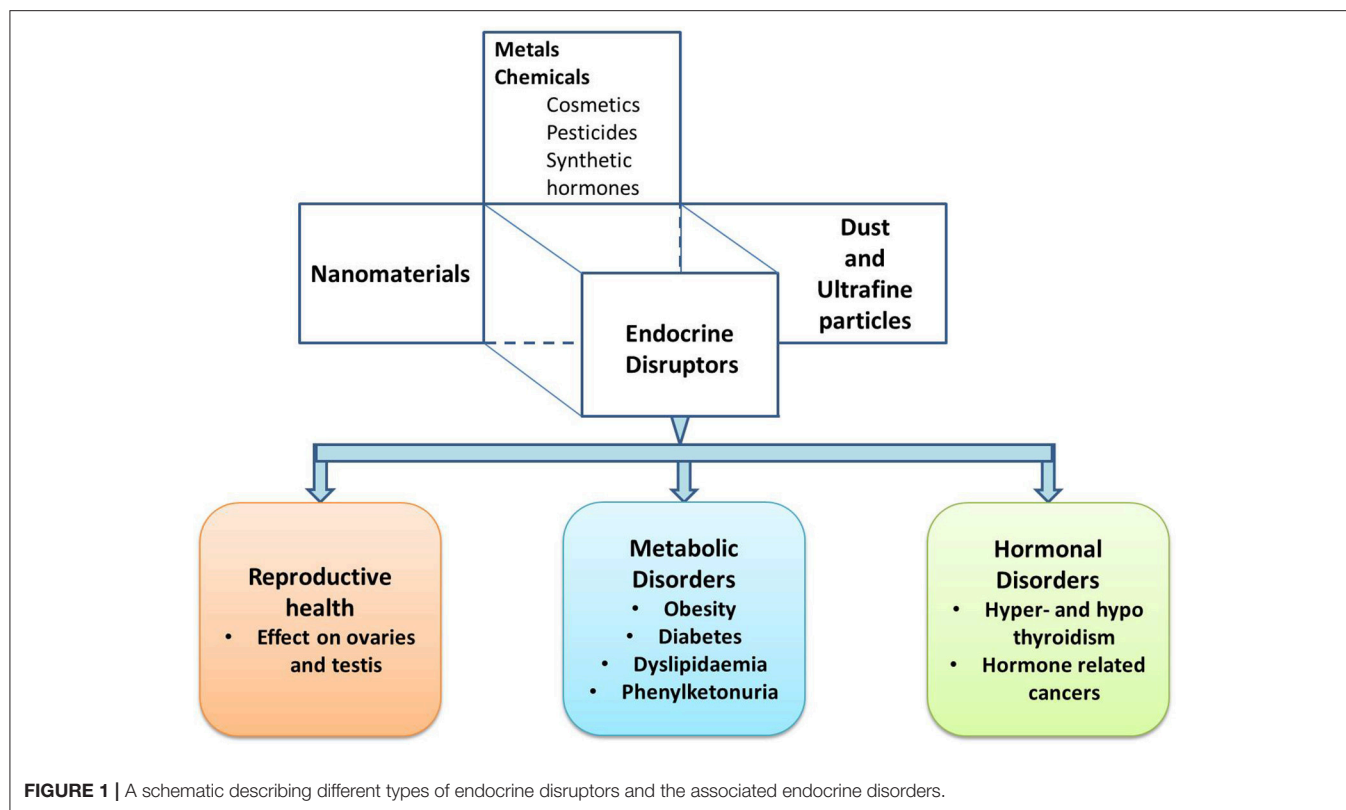 Metals
Chemicals
Cosmetics
Pesticides
Synthetic
hormones
Nanomaterials
Dust
and
Ultrafine
particles
Endocrine
Disruptors
Reproductive
health
• Effect on ovaries
and testis
Metabolic
Disorders
• Obesity
• Diabetes
• Dyslipidaemia
• Phenylketonuria
Hormonal
Disorders
• Hyper- and hypo
thyroidism
• Hormone related
cancers
FIGURE 1 | A schematic describing different types of endocrine disruptors and the associated endocrine disorders.